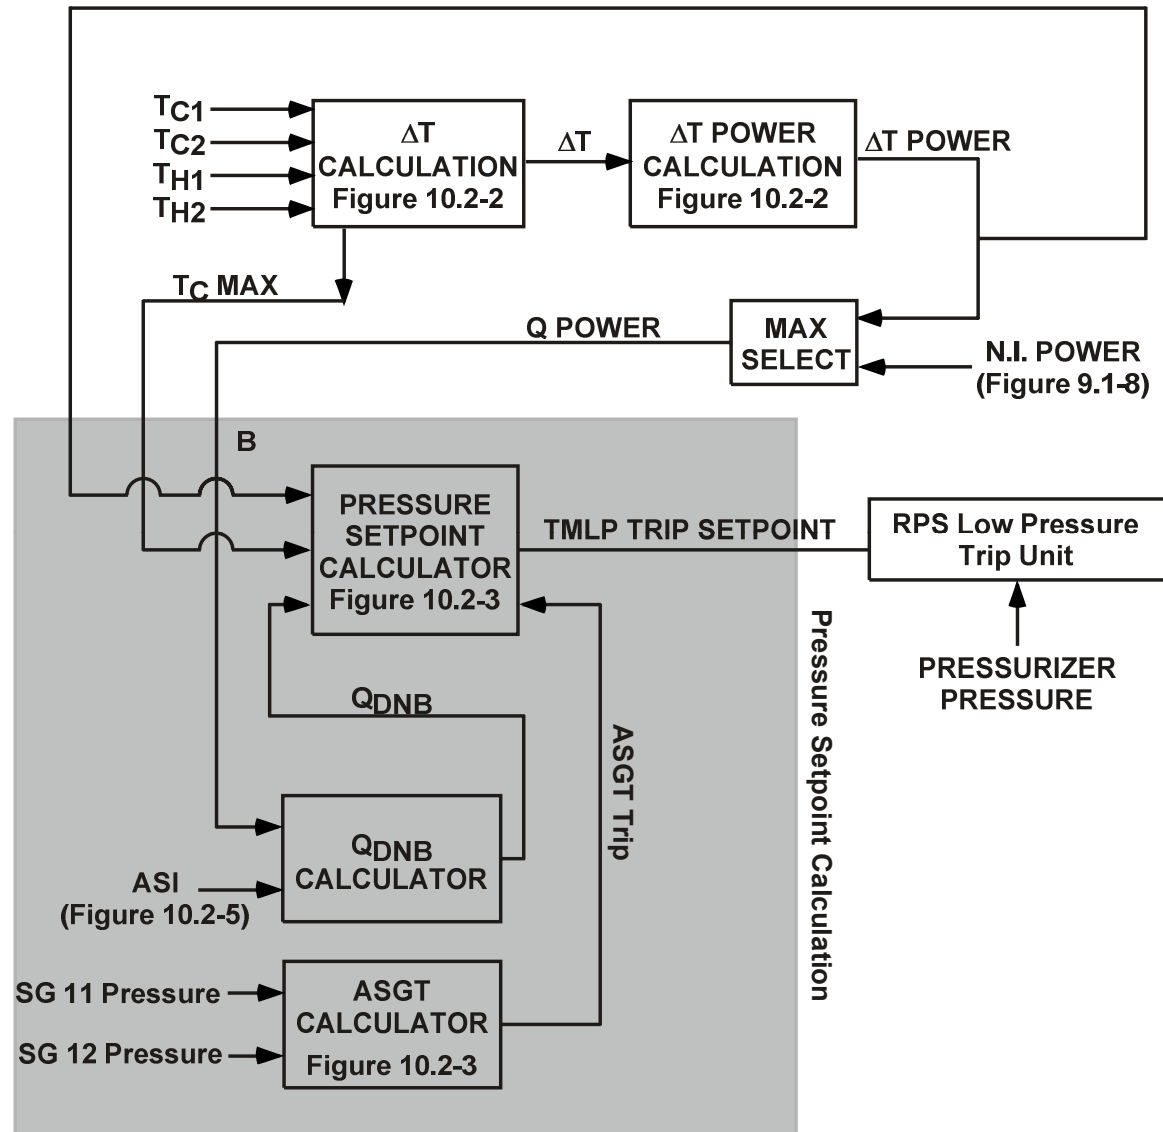 TC1
TC2
TH1
TH2
ΔT
CALCULATION
Figure 10.2-2
ΔT
ΔT POWER
CALCULATION
Figure 10.2-2
ΔT POWER
TC MAX
Q POWER
MAX
SELECT
N.I. POWER
(Figure 9.1-8)
B
PRESSURE
SETPOINT
CALCULATOR
Figure 10.2-3
TMLP TRIP SETPOINT
RPS Low Pressure
Trip Unit
PRESSURIZER
PRESSURE
QDNB
ASGT Trip
Pressure Setpoint Calculation
QDNB
CALCULATOR
ASI
(Figure 10.2-5)
SG 11 Pressure
SG 12 Pressure
ASGT
CALCULATOR
Figure 10.2-3